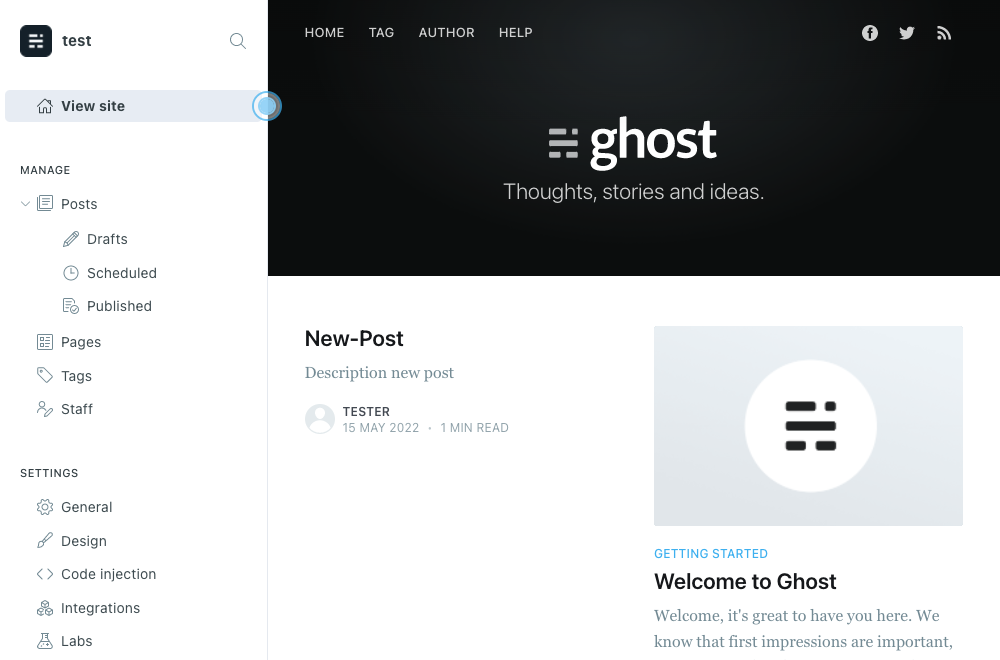 test
View site
MANAGE
Posts
Drafts
Scheduled
Published
Pages
Tags
Staff
SETTINGS
General
Design
Code injection
Integrations
Labs
HOME TAG AUTHOR HELP
ghost
Thoughts, stories and ideas.
New-Post
Description new post
TESTER
15 MAY 2022 • 1 MIN READ
GETTING STARTED
Welcome to Ghost
Welcome, it's great to have you here. We
know that first impressions are important,